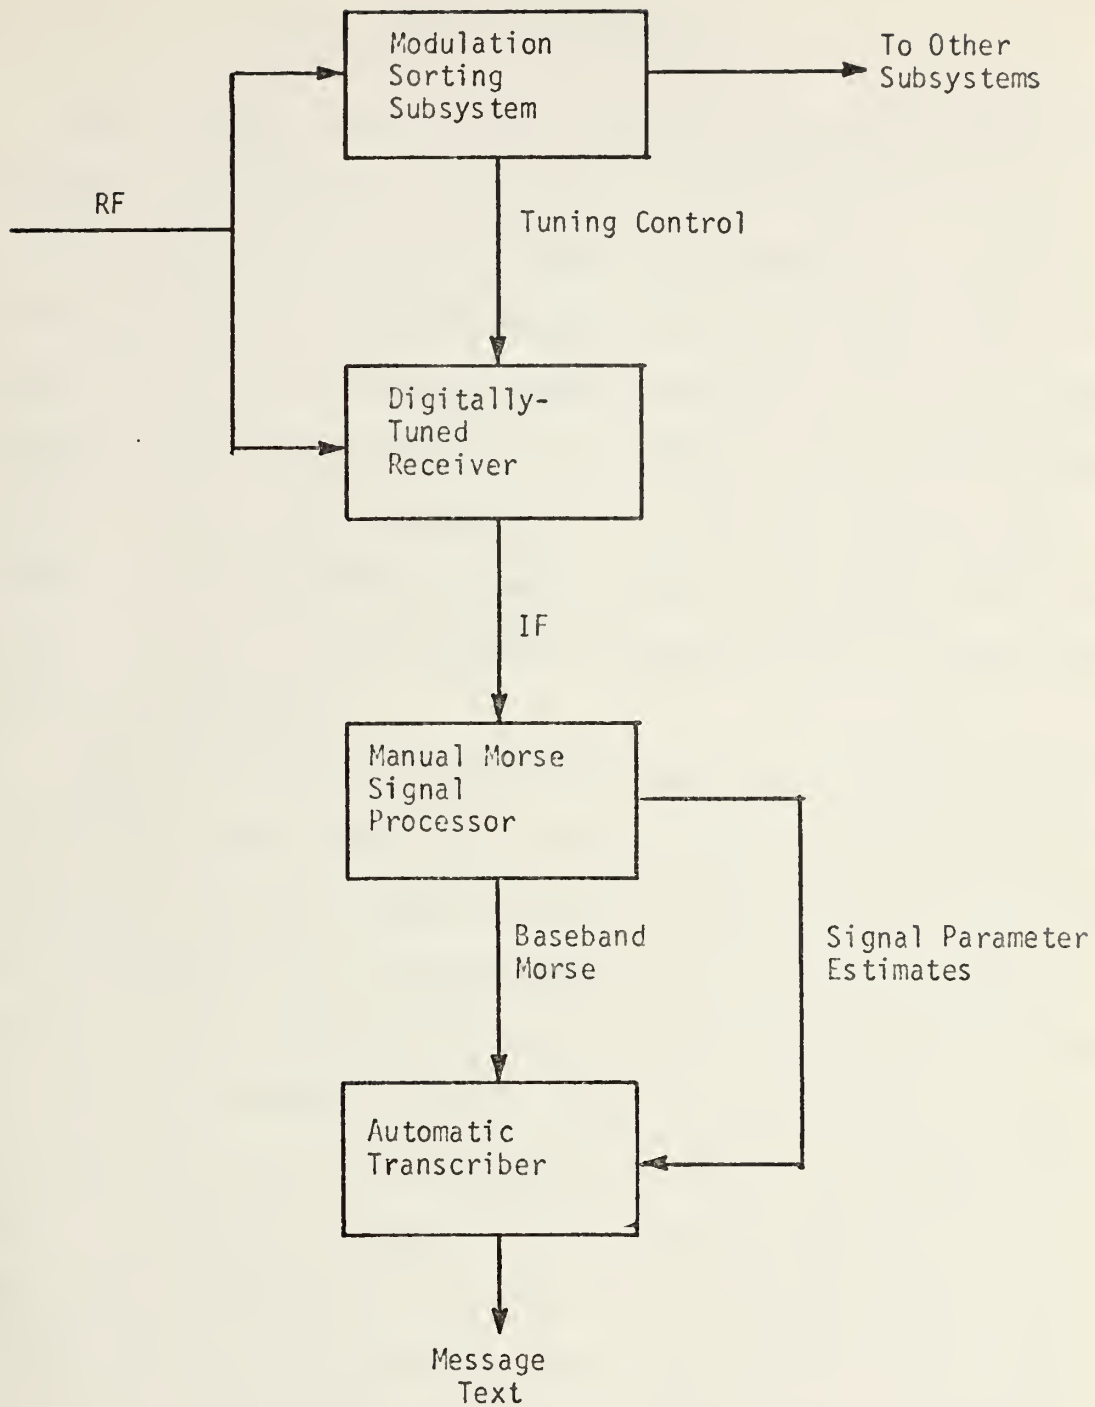 Modulation
Sorting
Subsystem
To Other
Subsystems
RF
Tuning Control
Digitally-
Tuned
Receiver
IF
Manual Morse
Signal
Processor
Baseband
Morse
Signal Parameter
Estimates
Automatic
Transcriber
Message
Text